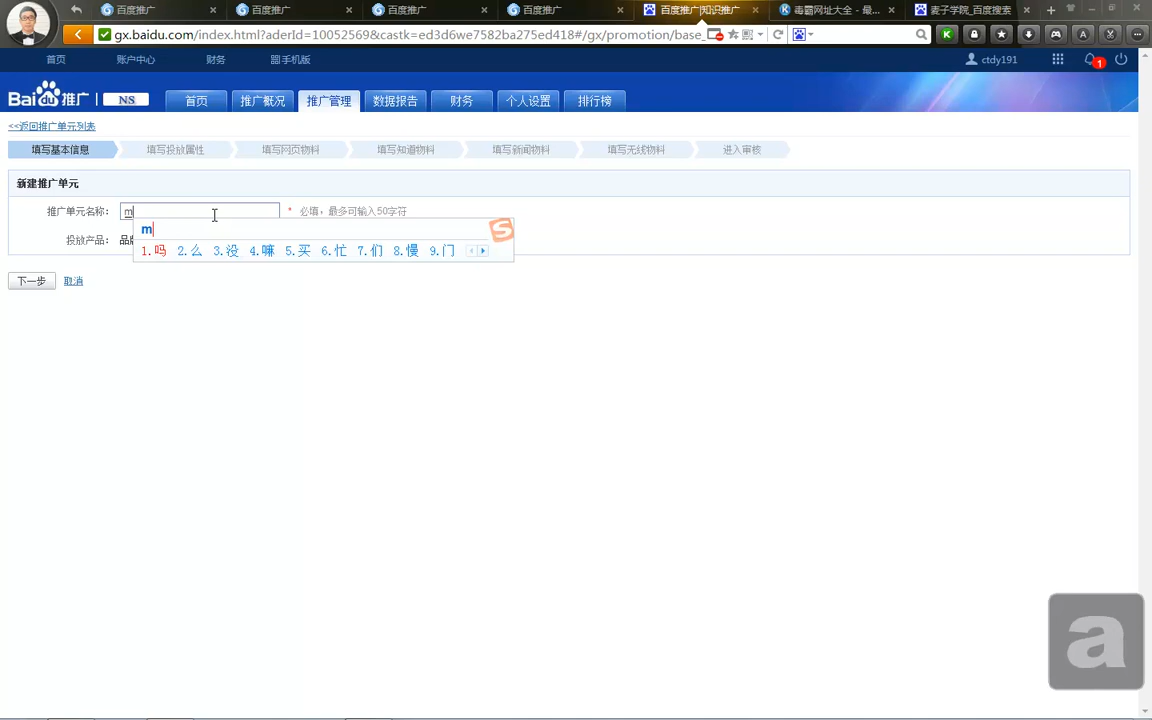 百度推广
百度推广
百度推广
百度推广
百度推广|知识推广
毒霸网址大全 - 最...
麦子学院_百度搜索
gx.baidu.com/index.html?aderId=10052569&castk=ed3d6we7582ba275ed418#/gx/promotion/base_
首页 账户中心 财务 手机版 ctdy191 1
Baidu推广 | NS 首页 推广概况 推广管理 数据报告 财务 个人设置 排行榜
<<返回推广单元列表
填写基本信息 填写投放属性 填写网页物料 填写知道物料 填写新闻物料 填写无线物料 进入审核
新建推广单元
推广单元名称: m * 必填，最多可输入50字符
m
投放产品: 品
1.吗 2.么 3.没 4.嘛 5.买 6.忙 7.们 8.慢 9.门
下一步 取消
a